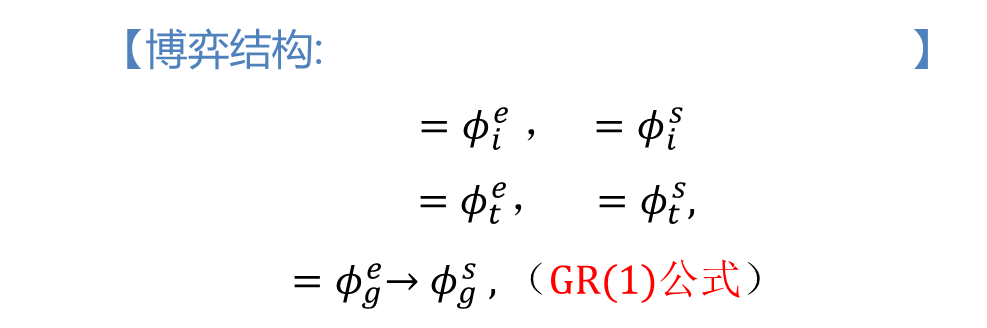 【博弈结构: 】
= ϕ_i^e ， = ϕ_i^s
= ϕ_t^e， = ϕ_t^s,
= ϕ_g^e → ϕ_g^s ,（GR(1)公式）